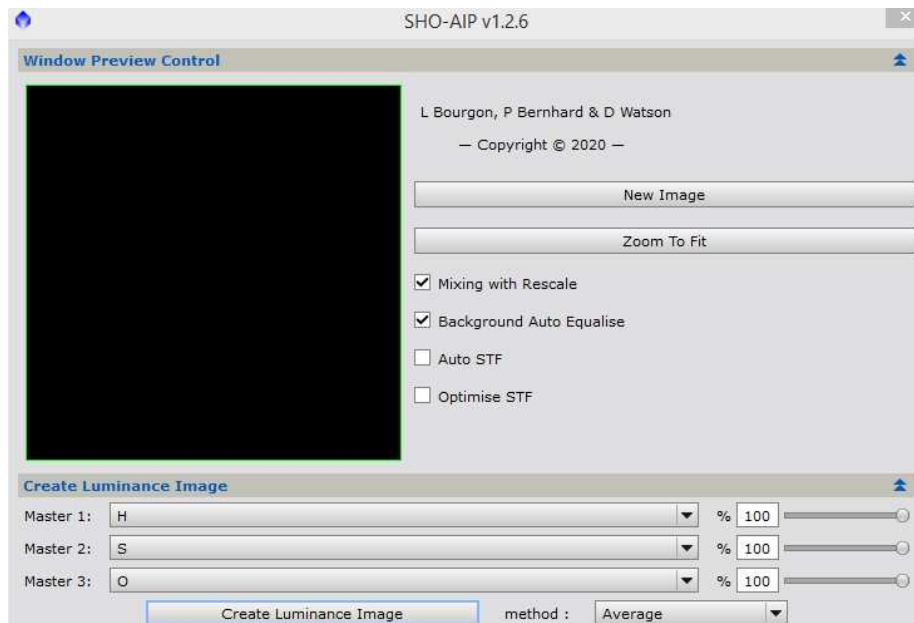 SHO-AIP v1.2.6
Window Preview Control
L Bourgon, P Bernhard & D Watson
— Copyright © 2020 —
New Image
Zoom To Fit
Mixing with Rescale
Background Auto Equalise
Auto STF
Optimise STF
Create Luminance Image
Master 1: H % 100
Master 2: S % 100
Master 3: O % 100
Create Luminance Image method : Average